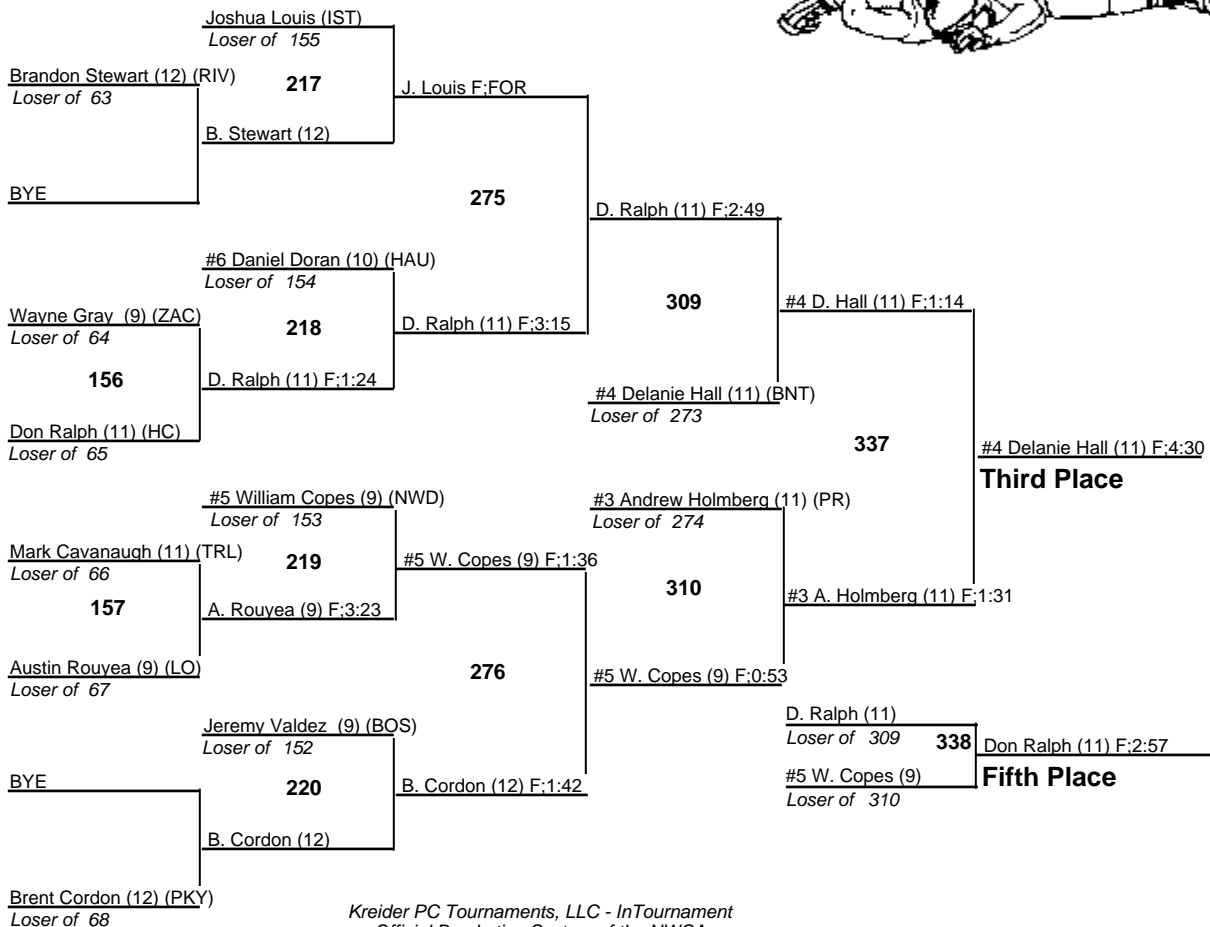 Joshua Louis (IST)
Loser of 155
Brandon Stewart (12) (RIV)
Loser of 63
217
J. Louis F;FOR
B. Stewart (12)
BYE
275
D. Ralph (11) F;2:49
#6 Daniel Doran (10) (HAU)
Loser of 154
Wayne Gray (9) (ZAC)
Loser of 64
218
D. Ralph (11) F;3:15
309
#4 D. Hall (11) F;1:14
156
D. Ralph (11) F;1:24
#4 Delanie Hall (11) (BNT)
Loser of 273
Don Ralph (11) (HC)
Loser of 65
337
#4 Delanie Hall (11) F;4:30
Third Place
#5 William Copes (9) (NWD)
Loser of 153
#3 Andrew Holmberg (11) (PR)
Loser of 274
Mark Cavanaugh (11) (TRL)
Loser of 66
219
#5 W. Copes (9) F;1:36
310
157
A. Rouyea (9) F;3:23
#3 A. Holmberg (11) F;1:31
Austin Rouyea (9) (LO)
Loser of 67
276
#5 W. Copes (9) F;0:53
Jeremy Valdez (9) (BOS)
Loser of 152
D. Ralph (11)
Loser of 309
338
Don Ralph (11) F;2:57
Fifth Place
#5 W. Copes (9)
Loser of 310
BYE
220
B. Cordon (12) F;1:42
B. Cordon (12)
Brent Cordon (12) (PKY)
Loser of 68
Kreider PC Tournaments, LLC - InTournament